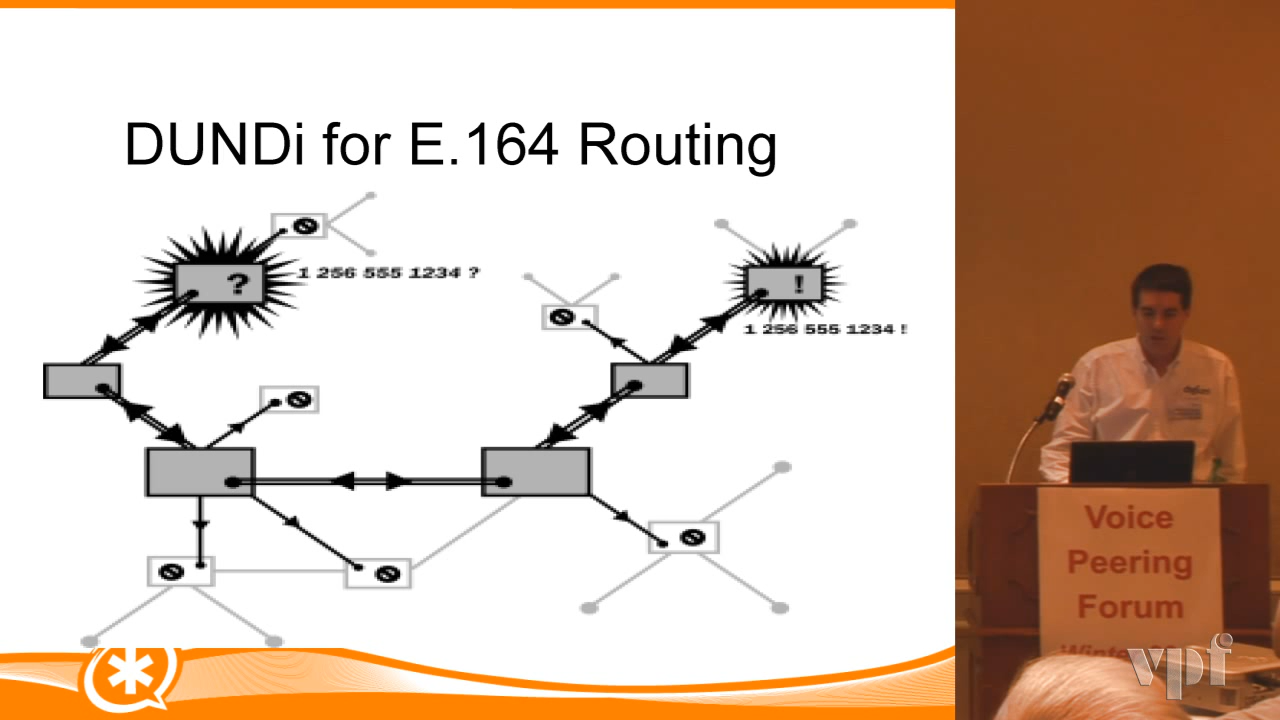 DUNDi for E.164 Routing
?
1 256 555 1234 ?
!
1 256 555 1234 !
Voice
Peering
Forum
vpf